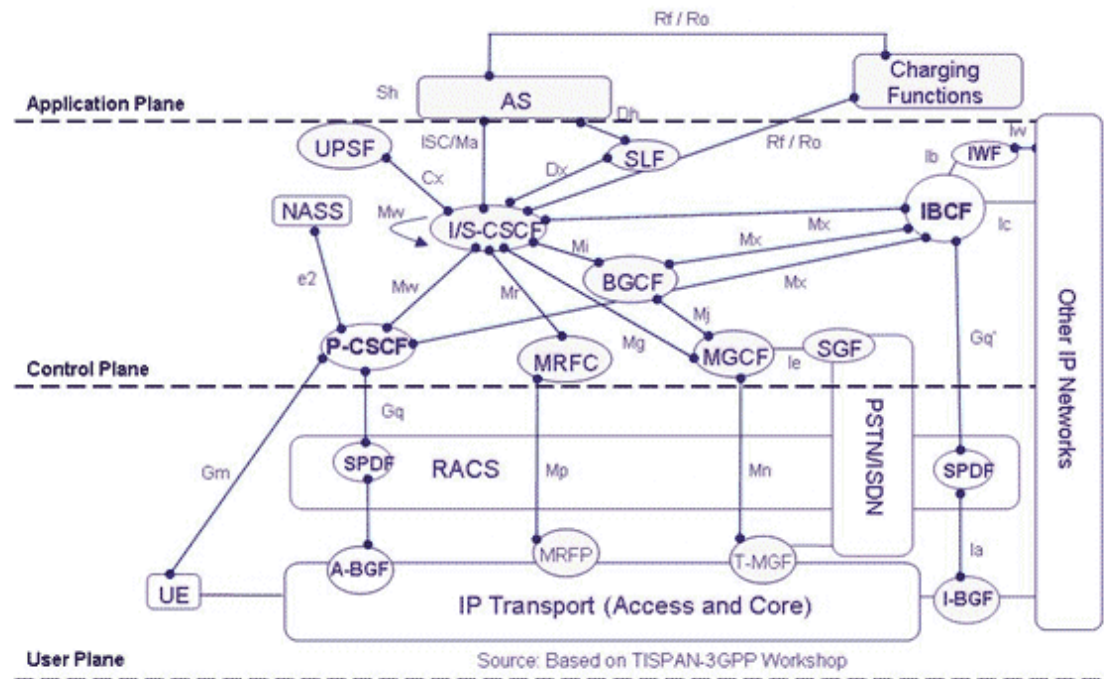 Rf / Ro
Charging
Functions
Sh
AS
Application Plane
Dh
ISC/Ma
UPSF
SLF
Rf / Ro
Iw
IWF
Ib
Cx
Dx
NASS
Mw
I/S-CSCF
IBCF
Ic
Mx
Mx
Mi
BGCF
e2
Mw
Mr
Mx
Mj
P-CSCF
MRFC
Mg
MGCF
SGF
Ie
Gq'
Other IP Networks
Control Plane
Gq
PSTN/ISDN
Gm
SPDF
RACS
Mp
Mn
SPDF
Ia
A-BGF
MRFP
T-MGF
UE
IP Transport (Access and Core)
I-BGF
User Plane
Source: Based on TISPAN-3GPP Workshop